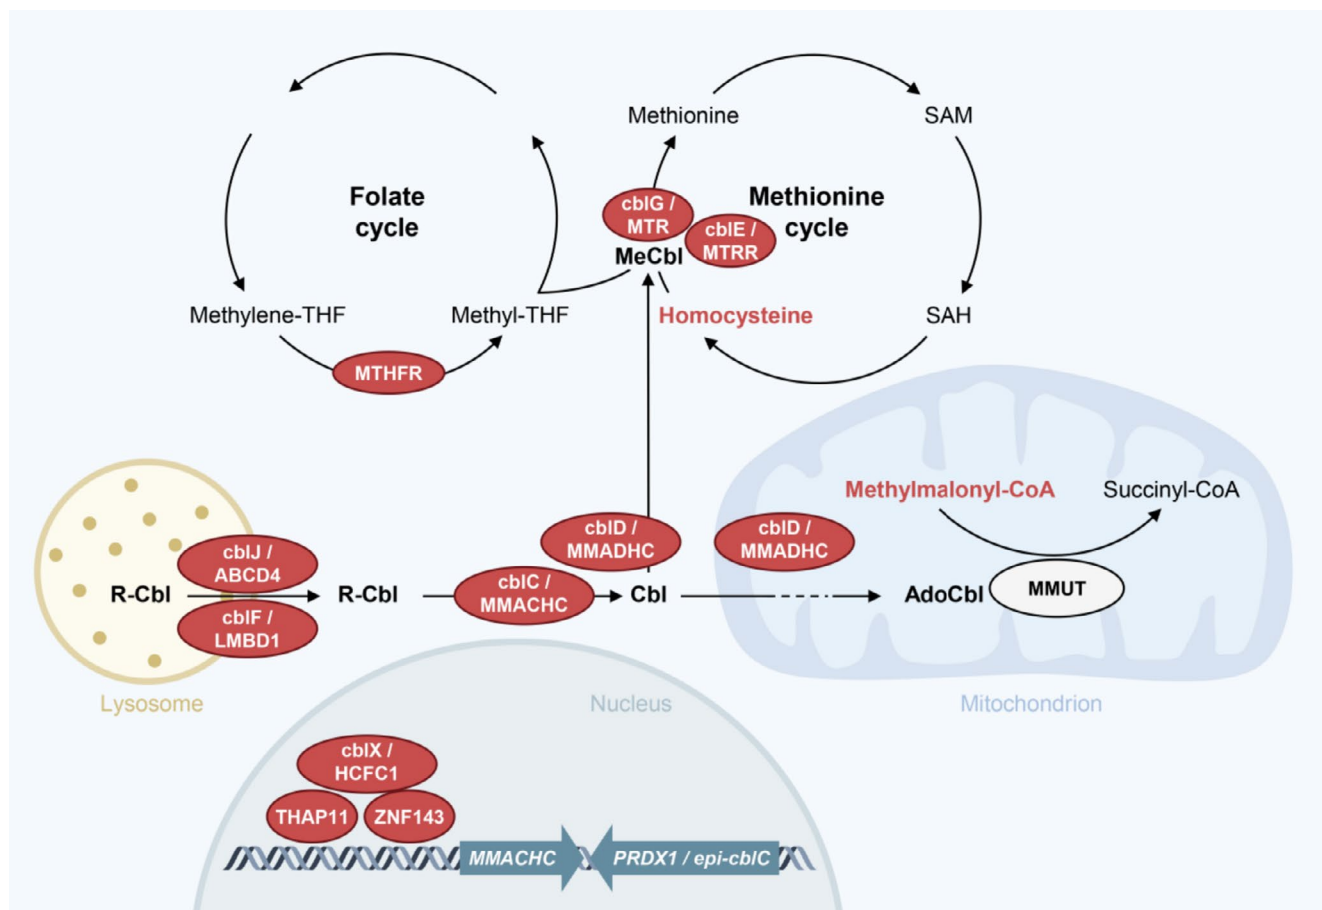 Methionine
SAM
Folate
cycle
cblG /
MTR
Methionine
cycle
cblE /
MTRR
MeCbl
Methylene-THF
Methyl-THF
Homocysteine
SAH
MTHFR
Methylmalonyl-CoA
Succinyl-CoA
cblJ /
ABCD4
cblD /
MMADHC
cblD /
MMADHC
R-Cbl
R-Cbl
cblC /
MMACHC
Cbl
AdoCbl
MMUT
cblF /
LMBD1
Lysosome
Nucleus
Mitochondrion
cblX /
HCFC1
THAP11
ZNF143
MMACHC
PRDX1 / epi-cblC